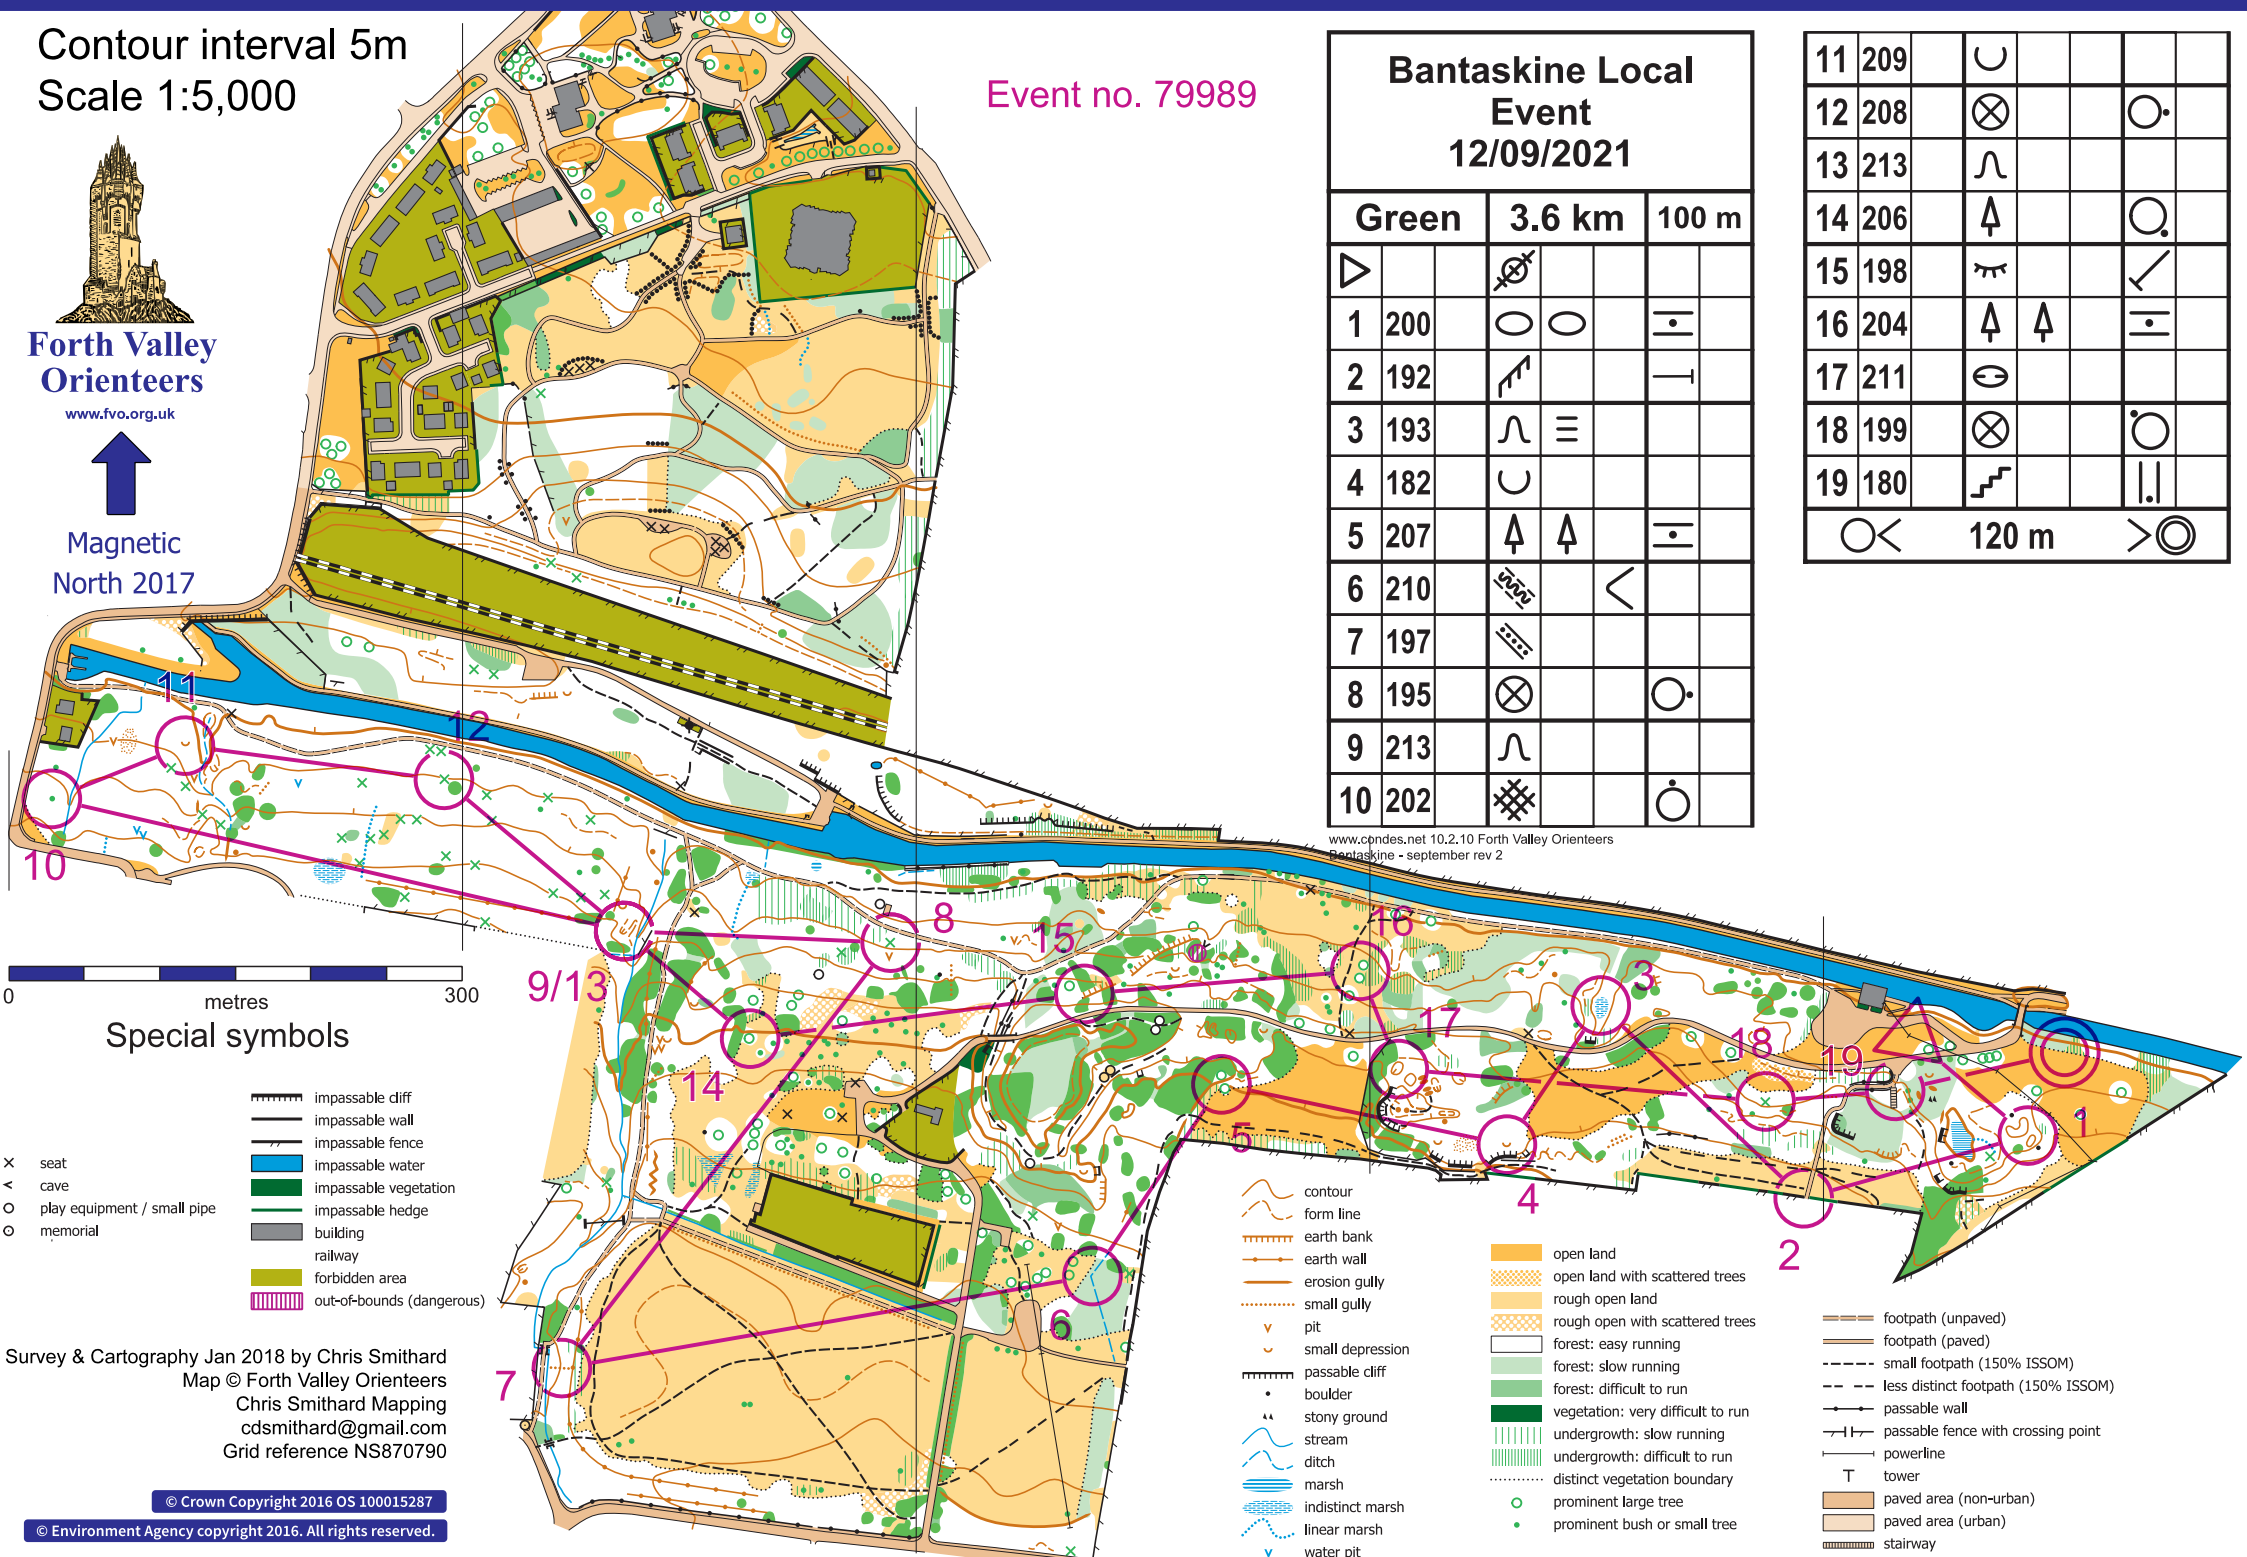 Contour interval 5m
Scale 1:5,000
Forth Valley
Orienteers
www.fvo.org.uk
Magnetic
North 2017
Event no. 79989
Bantaskine Local
Event
12/09/2021
Green 3.6 km 100 m
1 200
2 192
3 193
4 182
5 207
6 210
7 197
8 195
9 213
10 202
11 209
12 208
13 213
14 206
15 198
16 204
17 211
18 199
19 180
120 m
www.condes.net 10.2.10 Forth Valley Orienteers
Bantaskine - september rev 2
11
12
10
8
15
16
3
9/13
17
18
19
14
1
5
4
2
6
7
0 metres 300
Special symbols
seat
cave
play equipment / small pipe
memorial
impassable cliff
impassable wall
impassable fence
impassable water
impassable vegetation
impassable hedge
building
railway
forbidden area
out-of-bounds (dangerous)
Survey & Cartography Jan 2018 by Chris Smithard
Map © Forth Valley Orienteers
Chris Smithard Mapping
cdsmithard@gmail.com
Grid reference NS870790
© Crown Copyright 2016 OS 100015287
© Environment Agency copyright 2016. All rights reserved.
contour
form line
earth bank
earth wall
erosion gully
small gully
pit
small depression
passable cliff
boulder
stony ground
stream
ditch
marsh
indistinct marsh
linear marsh
water pit
open land
open land with scattered trees
rough open land
rough open with scattered trees
forest: easy running
forest: slow running
forest: difficult to run
vegetation: very difficult to run
undergrowth: slow running
undergrowth: difficult to run
distinct vegetation boundary
prominent large tree
prominent bush or small tree
footpath (unpaved)
footpath (paved)
small footpath (150% ISSOM)
less distinct footpath (150% ISSOM)
passable wall
passable fence with crossing point
powerline
tower
paved area (non-urban)
paved area (urban)
stairway